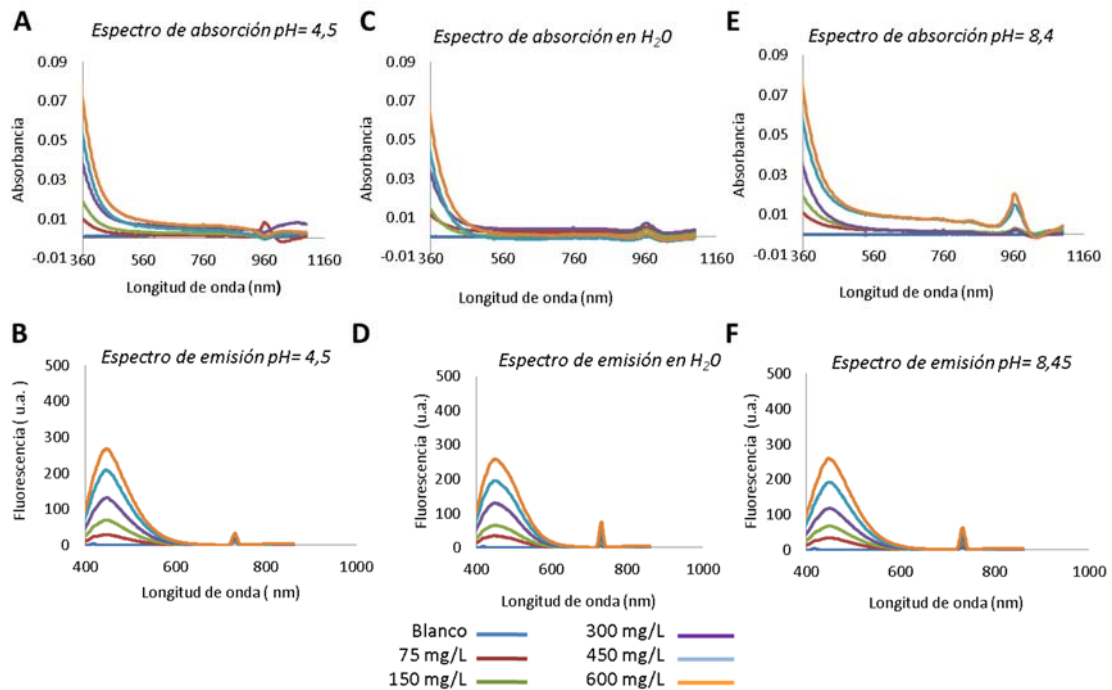 A
Espectro de absorción pH= 4,5
Absorbancia
0.09
0.07
0.05
0.03
0.01
-0.01
360
560
760
960
1160
Longitud de onda (nm)
C
Espectro de absorción en H₂0
Absorbancia
0.09
0.07
0.05
0.03
0.01
-0.01
360
560
760
960
1160
Longitud de onda (nm)
E
Espectro de absorción pH= 8,4
Absorbancia
0.09
0.07
0.05
0.03
0.01
-0.01
360
560
760
960
1160
Longitud de onda (nm)
B
Espectro de emisión pH= 4,5
Fluorescencia ( u.a.)
500
400
300
200
100
0
400
600
800
1000
Longitud de onda ( nm)
D
Espectro de emisión en H₂O
Fluorescencia (u.a.)
500
400
300
200
100
0
400
600
800
1000
Longitud de onda (nm)
F
Espectro de emisión pH= 8,45
Fluorescencia (u.a.)
500
400
300
200
100
0
400
600
800
1000
Longitud de onda (nm)
Blanco
75 mg/L
150 mg/L
300 mg/L
450 mg/L
600 mg/L